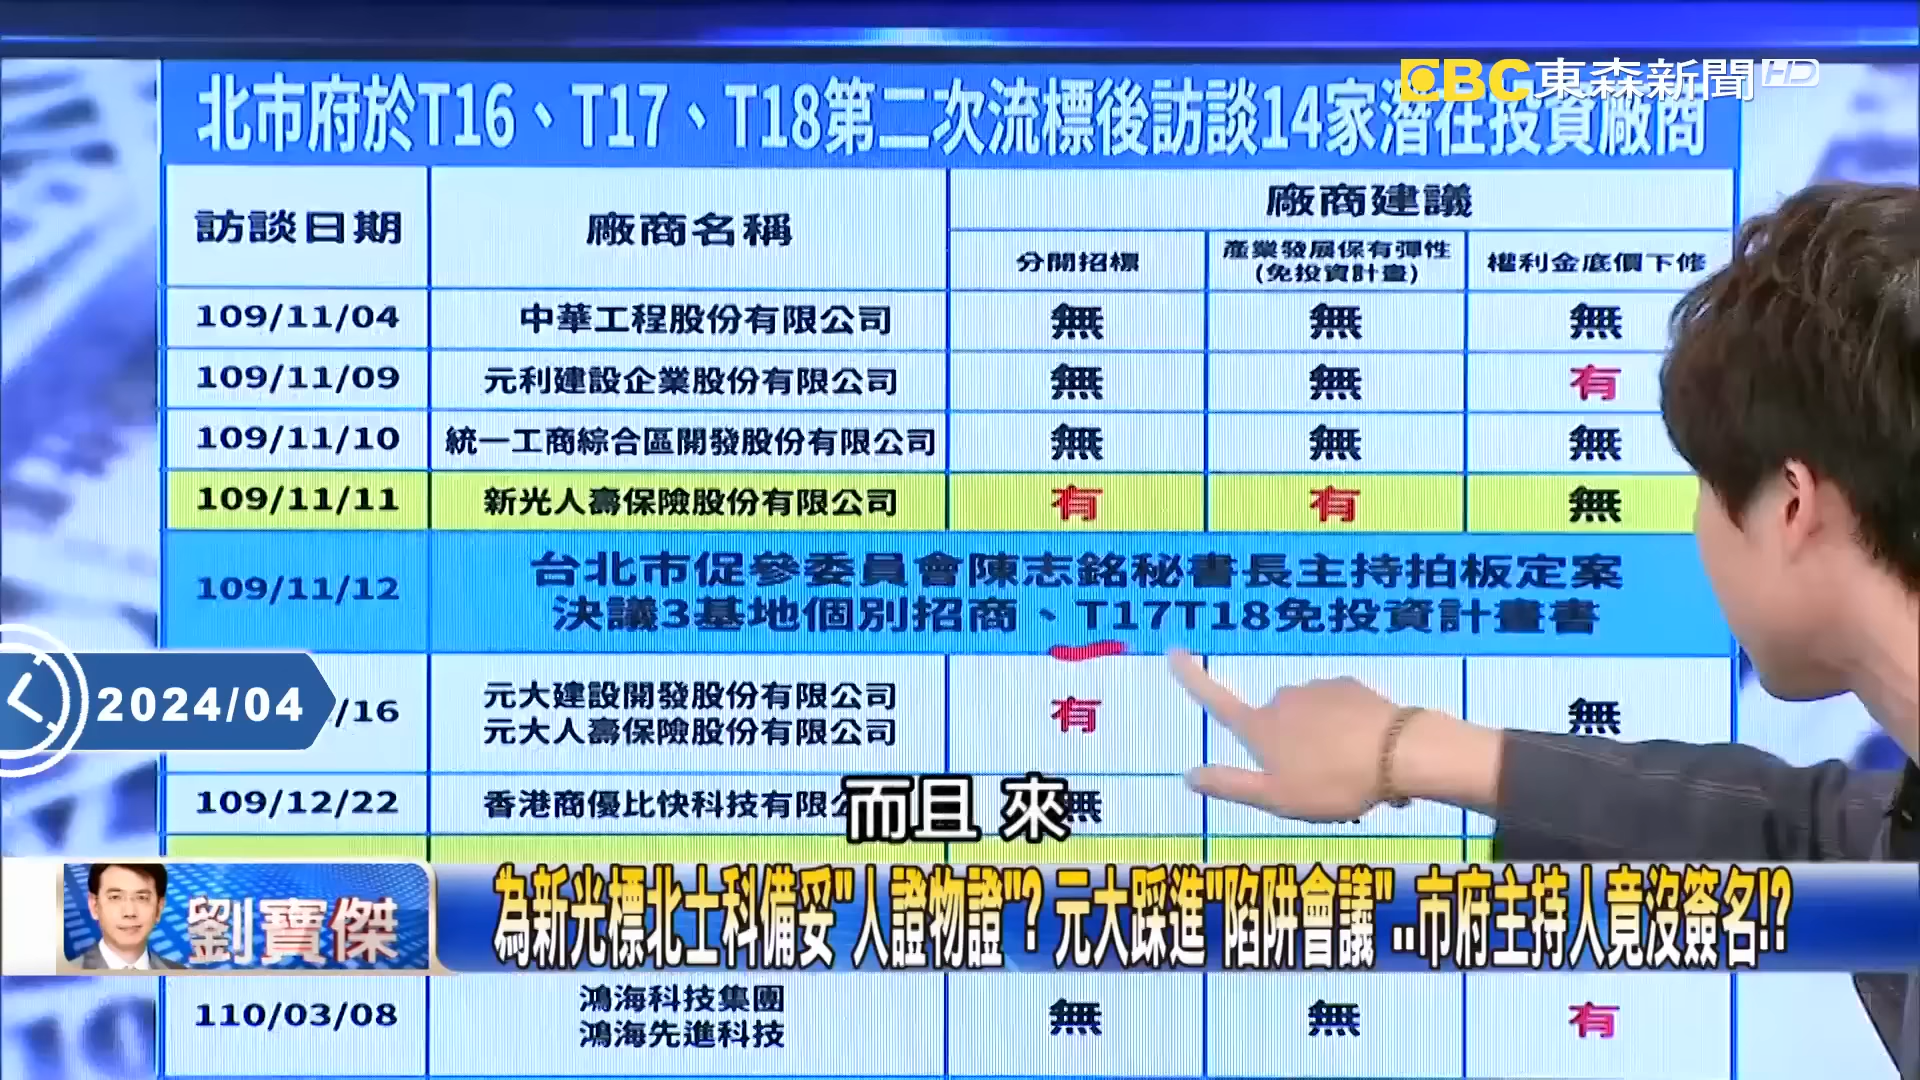 EBC 東森新聞 HD
北市府於T16、T17、T18第二次流標後訪談14家潛在投資廠商
訪談日期 廠商名稱 廠商建議
分開招標 產業發展保有彈性(免投資計畫) 權利金底價下修
109/11/04 中華工程股份有限公司 無 無 無
109/11/09 元利建設企業股份有限公司 無 無 有
109/11/10 統一工商綜合區開發股份有限公司 無 無 無
109/11/11 新光人壽保險股份有限公司 有 有 無
109/11/12 台北市促參委員會陳志銘秘書長主持拍板定案
決議3基地個別招商、T17T18免投資計畫書
2024/04
/16 元大建設開發股份有限公司 有 無
元大人壽保險股份有限公司
109/12/22 香港商優比快科技有限 無
而且 來
劉寶傑
為新光標北士科備妥"人證物證"? 元大踩進"陷阱會議"..市府主持人竟沒簽名!?
110/03/08 鴻海科技集團 無 無 有
鴻海先進科技